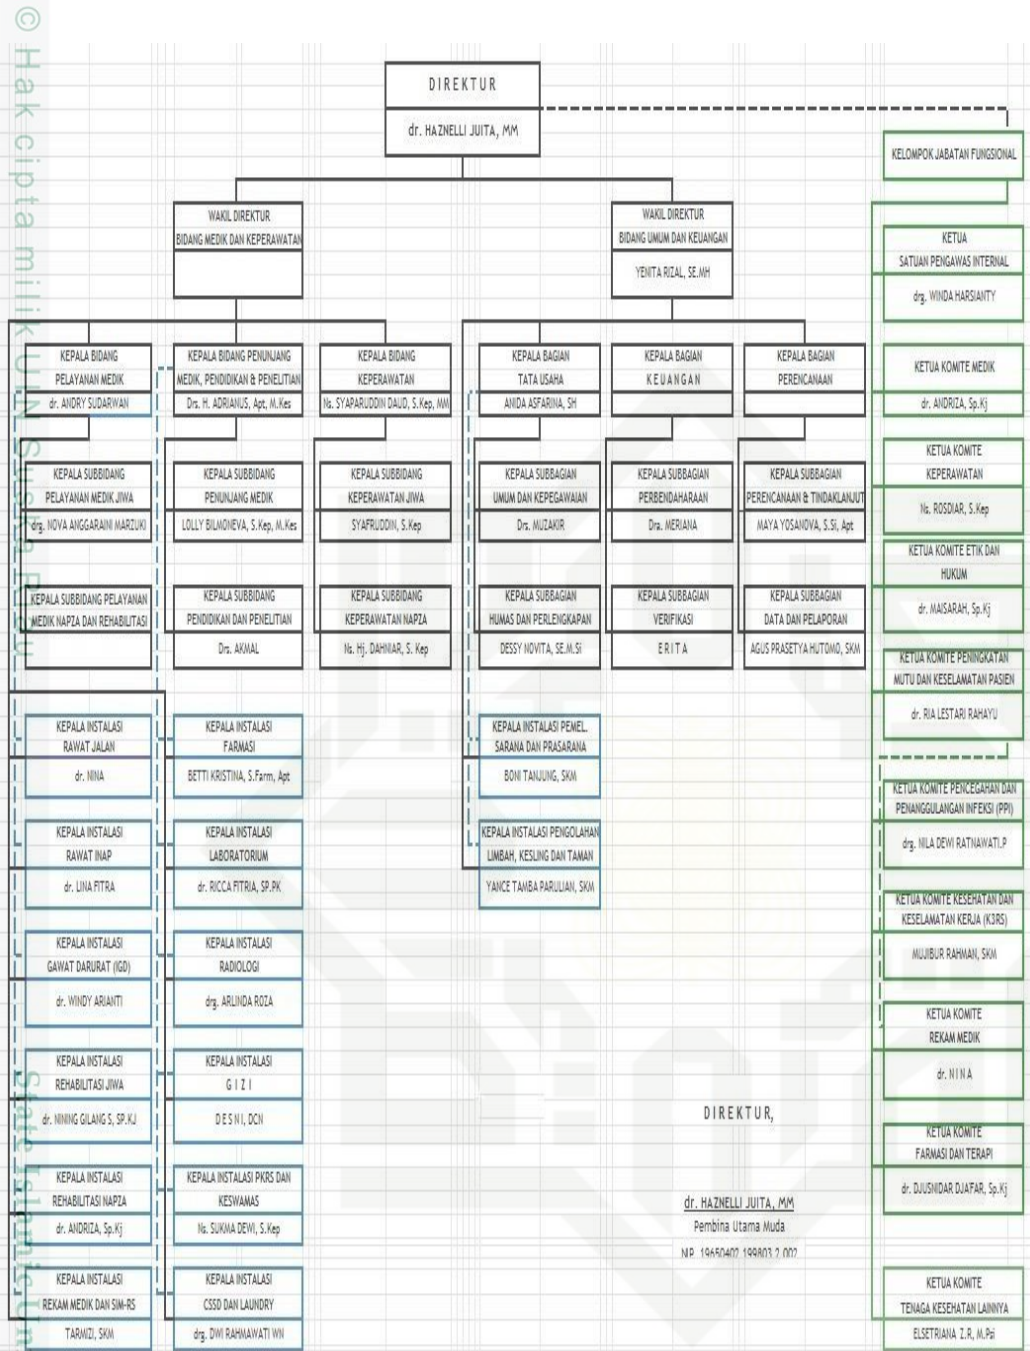 © Hak cipta milik UIN Suska Riau
State Islamic Un
DIREKTUR
dr. HAZNELLI JUITA, MM
KELOMPOK JABATAN FUNGSIONAL
WAKIL DIREKTUR
BIDANG MEDIK DAN KEPERAWATAN
WAKIL DIREKTUR
BIDANG UMUM DAN KEUANGAN
YENITA RIZAL, SE.MH
KEPALA BIDANG
PELAYANAN MEDIK
dr. ANDRY SUDARWAN
KEPALA BIDANG PENUNJANG
MEDIK, PENDIDIKAN & PENELITIAN
Drs. H. ADRIANUS, Apt, M.Kes
KEPALA BIDANG
KEPERAWATAN
Ns. SYAPARUDDIN DAUD, S.Kep, MM
KEPALA BAGIAN
TATA USAHA
ANIDA ASFARINA, SH
KEPALA BAGIAN
KEUANGAN
KEPALA BAGIAN
PERENCANAAN
KEPALA SUBBIDANG
PELAYANAN MEDIK JIWA
drg. NOVA ANGGARAINI MARZUKI
KEPALA SUBBIDANG
PENUNJANG MEDIK
LOLLY BILMONEVA, S.Kep, M.Kes
KEPALA SUBBIDANG
KEPERAWATAN JIWA
SYAFRUDDIN, S.Kep
KEPALA SUBBAGIAN
UMUM DAN KEPEGAWAIAN
Drs. MUZAKIR
KEPALA SUBBAGIAN
PERBENDAHARAAN
Dra. MERIANA
KEPALA SUBBAGIAN
PERENCANAAN & TINDAKLANJUT
MAYA YOSANOVA, S.Si, Apt
KEPALA SUBBIDANG PELAYANAN
MEDIK NAPZA DAN REHABILITASI
KEPALA SUBBIDANG
PENDIDIKAN DAN PENELITIAN
Drs. AKMAL
KEPALA SUBBIDANG
KEPERAWATAN NAPZA
Ns. Hj. DAHNIAR, S. Kep
KEPALA SUBBAGIAN
HUMAS DAN PERLENGKAPAN
DESSY NOVITA, SE.M.Si
KEPALA SUBBAGIAN
VERIFIKASI
ERITA
KEPALA SUBBAGIAN
DATA DAN PELAPORAN
AGUS PRASETYA HUTOMO, SKM
KEPALA INSTALASI
RAWAT JALAN
dr. NINA
KEPALA INSTALASI
FARMASI
BETTI KRISTINA, S.Farm, Apt
KEPALA INSTALASI PEMEL.
SARANA DAN PRASARANA
BONI TANJUNG, SKM
KEPALA INSTALASI
RAWAT INAP
dr. LINA FITRA
KEPALA INSTALASI
LABORATORIUM
dr. RICCA FITRIA, SP.PK
KEPALA INSTALASI PENGOLAHAN
LIMBAH, KESLING DAN TAMAN
YANCE TAMBA PARULIAN, SKM
KEPALA INSTALASI
GAWAT DARURAT (IGD)
dr. WINDY ARIANTI
KEPALA INSTALASI
RADIOLOGI
drg. ARLINDA ROZA
KEPALA INSTALASI
REHABILITASI JIWA
dr. NINING GILANG S, SP.KJ
KEPALA INSTALASI
GIZI
DESNI, DCN
KEPALA INSTALASI
REHABILITASI NAPZA
dr. ANDRIZA, Sp.Kj
KEPALA INSTALASI PKRS DAN
KESWAMAS
Ns. SUKMA DEWI, S.Kep
KEPALA INSTALASI
REKAM MEDIK DAN SIM-RS
TARMIZI, SKM
KEPALA INSTALASI
CSSD DAN LAUNDRY
drg. DWI RAHMAWATI WN
KETUA
SATUAN PENGAWAS INTERNAL
drg. WINDA HARSIANTY
KETUA KOMITE MEDIK
dr. ANDRIZA, Sp.Kj
KETUA KOMITE
KEPERAWATAN
Ns. ROSDIAR, S.Kep
KETUA KOMITE ETIK DAN
HUKUM
dr. MAISARAH, Sp.Kj
KETUA KOMITE PENINGKATAN
MUTU DAN KESELAMATAN PASIEN
dr. RIA LESTARI RAHAYU
KETUA KOMITE PENCEGAHAN DAN
PENANGGULANGAN INFEKSI (PPI)
drg. NILA DEWI RATNAWATI.P
KETUA KOMITE KESEHATAN DAN
KESELAMATAN KERJA (K3RS)
MUJIBUR RAHMAN, SKM
KETUA KOMITE
REKAM MEDIK
dr. NINA
KETUA KOMITE
FARMASI DAN TERAPI
dr. DJUSNIDAR DJAFAR, Sp.Kj
KETUA KOMITE
TENAGA KESEHATAN LAINNYA
ELSETRIANA Z.R, M.Psi
DIREKTUR,
dr. HAZNELLI JUITA, MM
Pembina Utama Muda
NIP. 19650402 199803 2 002